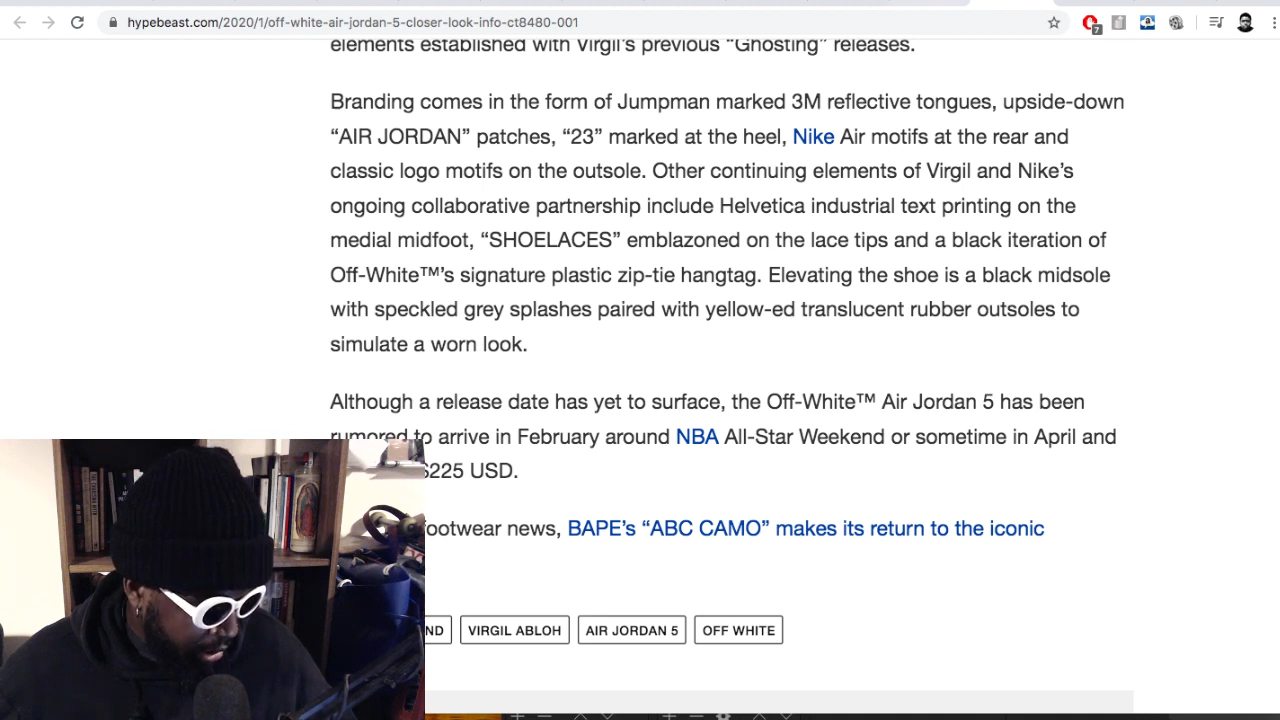 hypebeast.com/2020/1/off-white-air-jordan-5-closer-look-info-ct8480-001
7
elements established with Virgil’s previous “Ghosting” releases.
Branding comes in the form of Jumpman marked 3M reflective tongues, upside-down
“AIR JORDAN” patches, “23” marked at the heel, Nike Air motifs at the rear and
classic logo motifs on the outsole. Other continuing elements of Virgil and Nike’s
ongoing collaborative partnership include Helvetica industrial text printing on the
medial midfoot, “SHOELACES” emblazoned on the lace tips and a black iteration of
Off-White™’s signature plastic zip-tie hangtag. Elevating the shoe is a black midsole
with speckled grey splashes paired with yellow-ed translucent rubber outsoles to
simulate a worn look.
Although a release date has yet to surface, the Off-White™ Air Jordan 5 has been
rumored to arrive in February around NBA All-Star Weekend or sometime in April and
$225 USD.
footwear news, BAPE’s “ABC CAMO” makes its return to the iconic
ND VIRGIL ABLOH AIR JORDAN 5 OFF WHITE